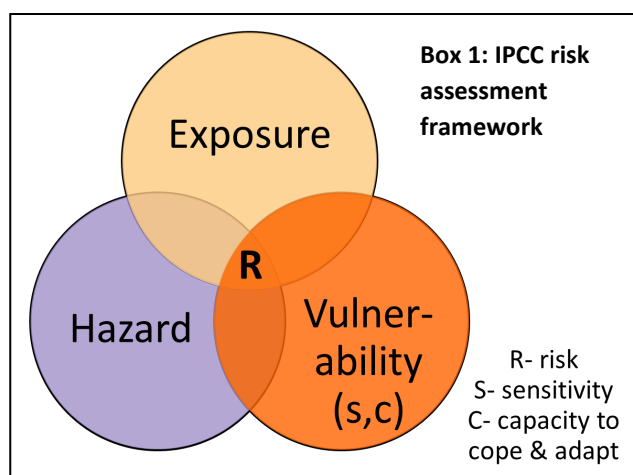 Box 1: IPCC risk
assessment
framework
Exposure
R
Hazard
Vulner-
ability
(s,c)
R- risk
S- sensitivity
C- capacity to
cope & adapt